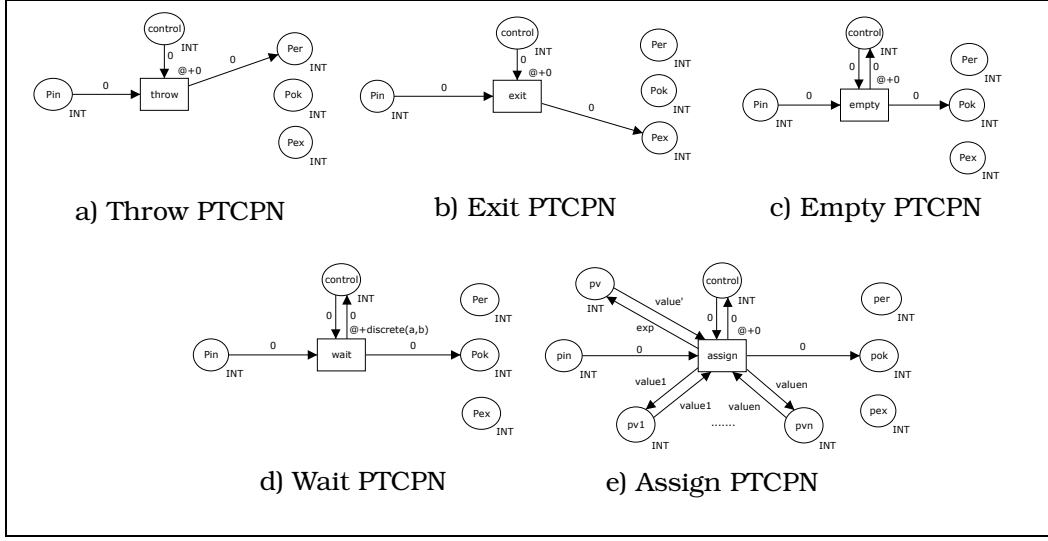 control
INT
0
@+0
0
Per
INT
Pin
INT
0
throw
Pok
INT
Pex
INT
a) Throw PTCPN
control
INT
0
@+0
Per
INT
Pin
INT
0
exit
0
Pok
INT
Pex
INT
b) Exit PTCPN
control
INT
0 0
@+0
Per
INT
Pin
INT
0
empty
0
Pok
INT
Pex
INT
c) Empty PTCPN
control
INT
0 0
@+discrete(a,b)
Per
INT
Pin
INT
0
wait
0
Pok
INT
Pex
INT
d) Wait PTCPN
pv
INT
value'
exp
control
INT
0 0
@+0
per
INT
pin
INT
0
assign
0
pok
INT
value1
value1
valuen
valuen
pv1
INT
.......
pvn
INT
pex
INT
e) Assign PTCPN